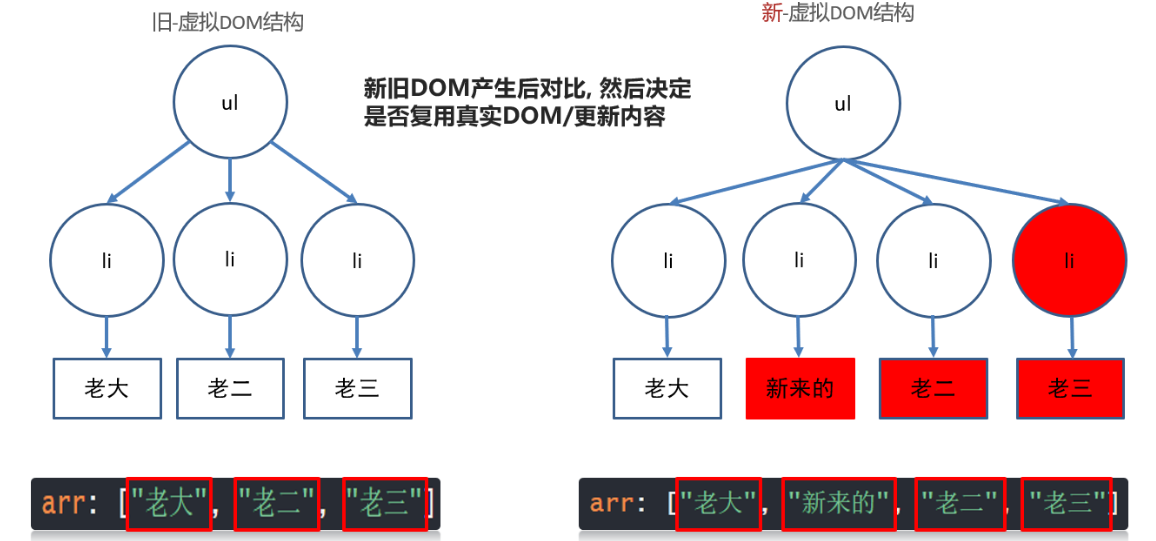 旧-虚拟DOM结构
新-虚拟DOM结构
新旧DOM产生后对比, 然后决定
是否复用真实DOM/更新内容
ul
ul
li
li
li
li
li
li
li
老大
老二
老三
老大
新来的
老二
老三
arr: ["老大", "老二", "老三"]
arr: ["老大", "新来的", "老二", "老三"]